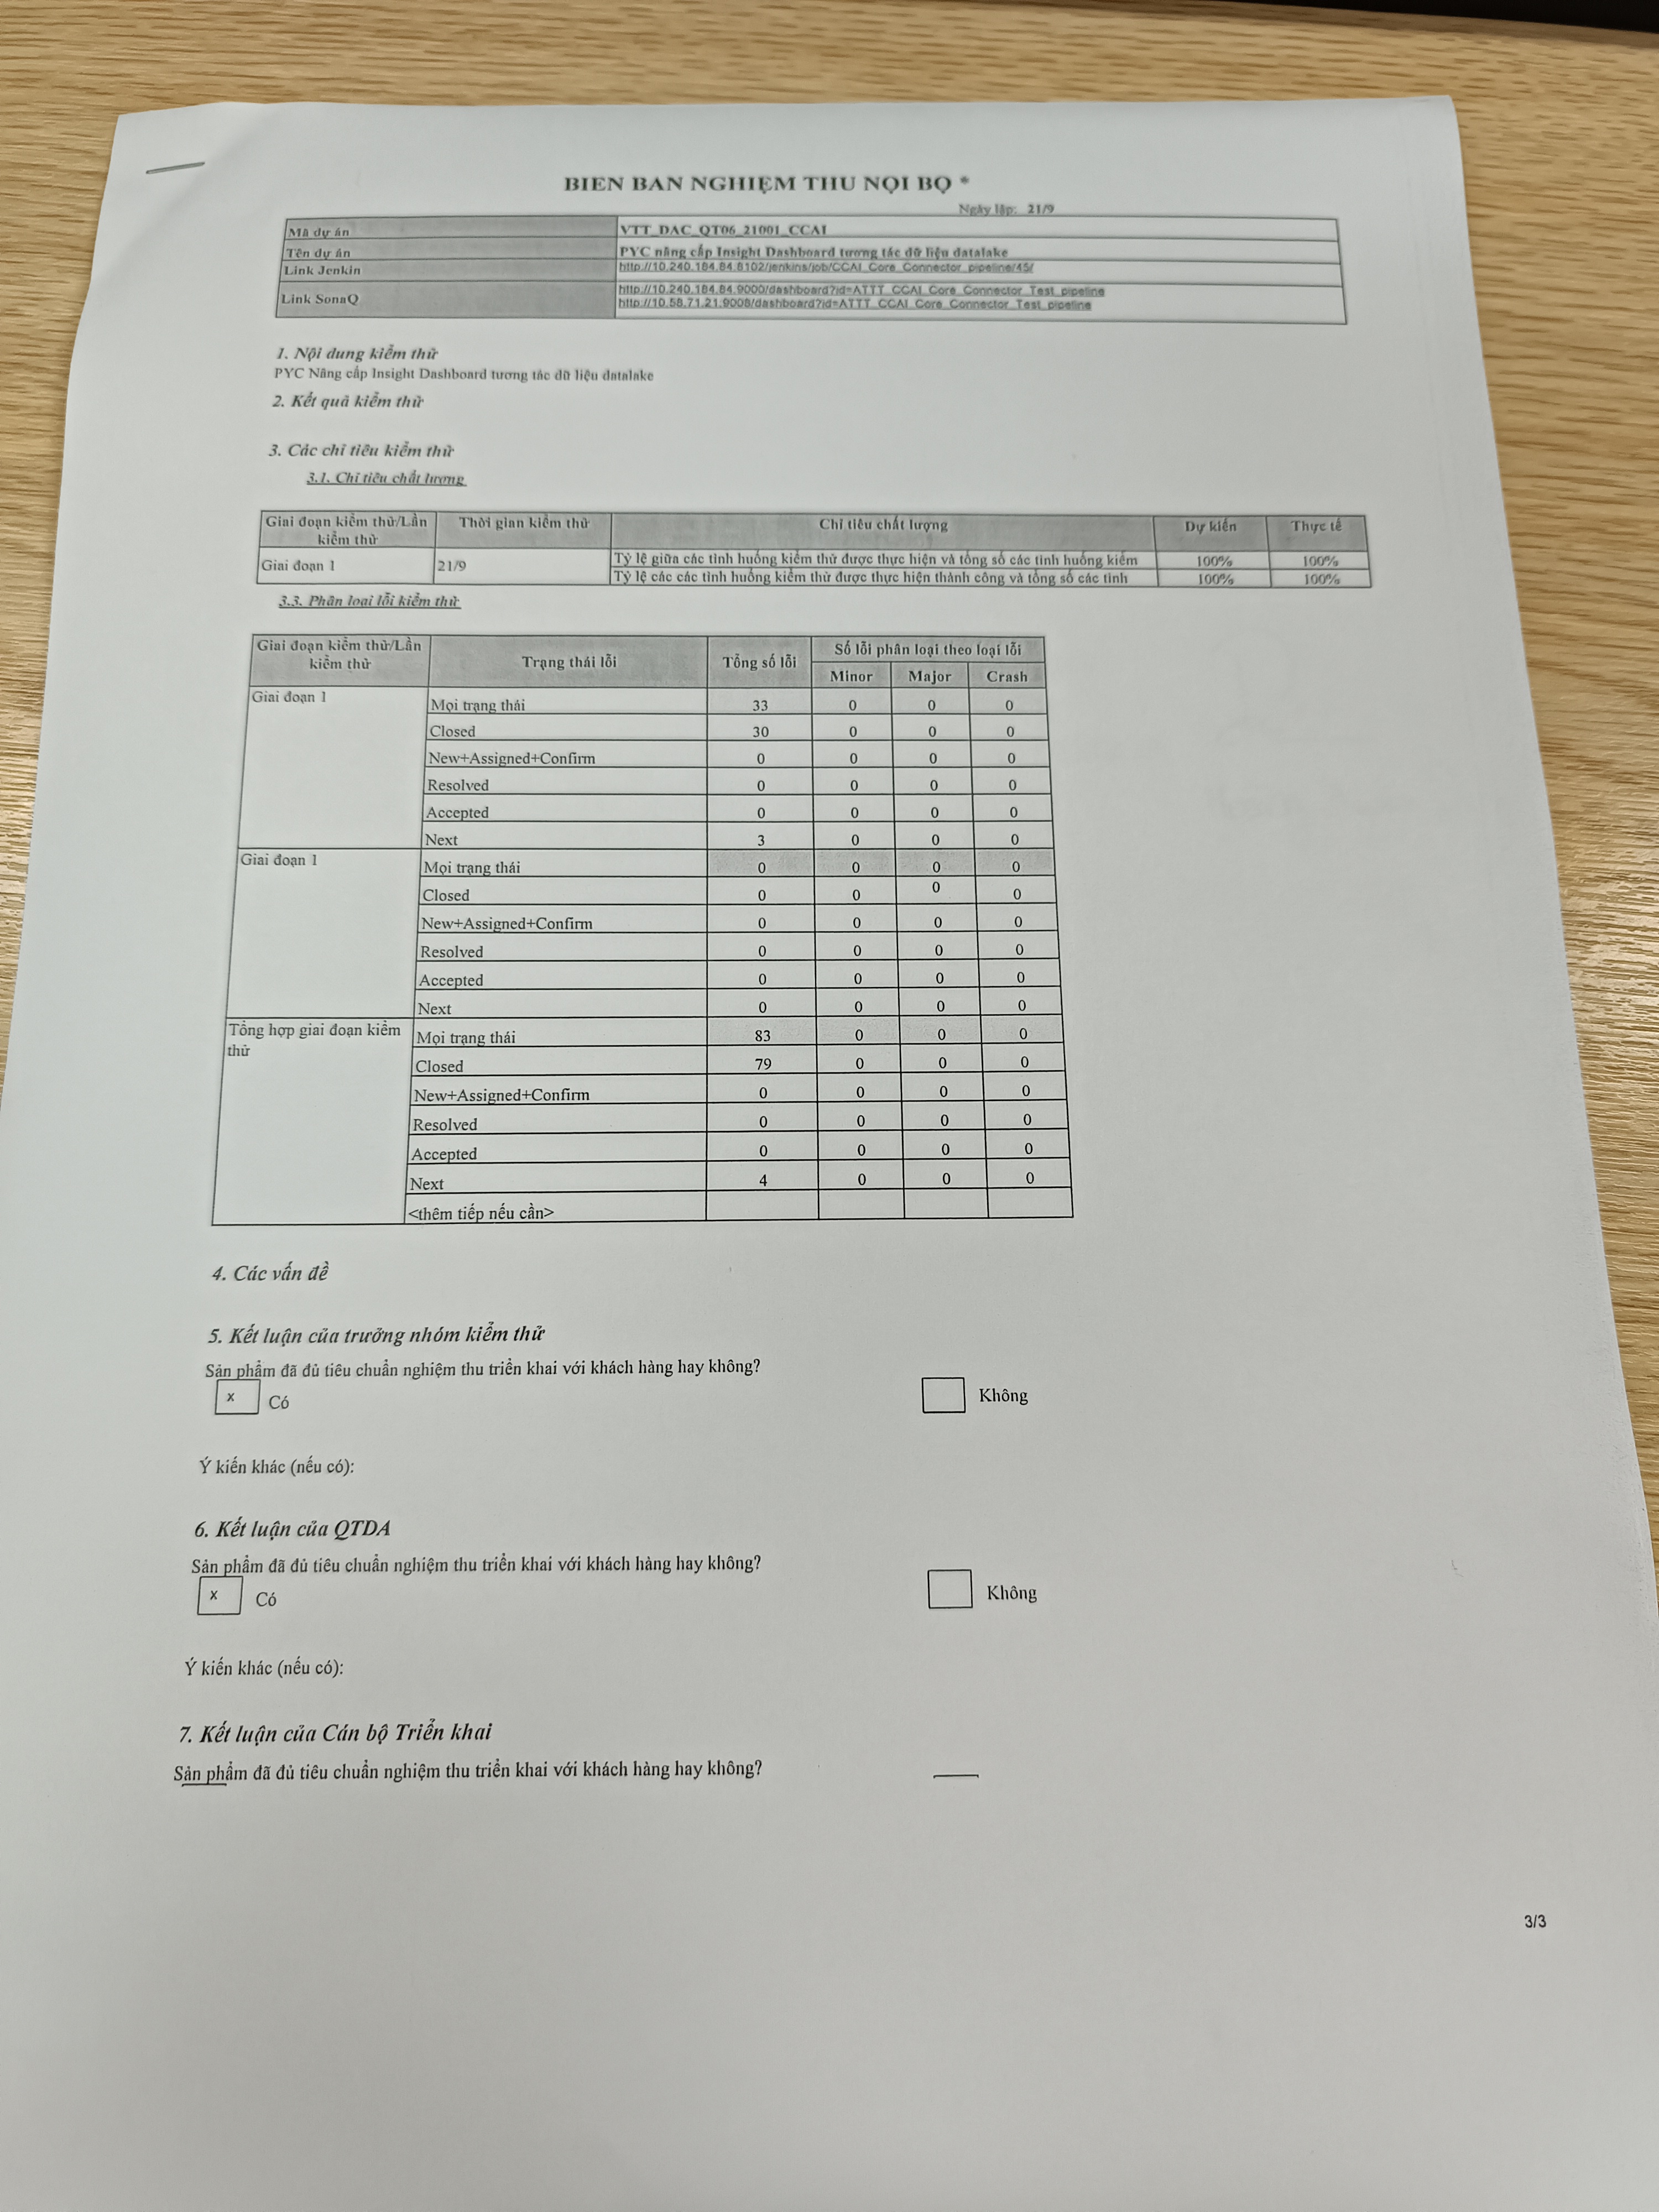 BIEN BAN NGHIỆM THU NỘI BỘ *
Ngày lập: 21/9
Mã dự án VTT_DAC_QT06_21001_CCAI
Tên dự án PYC nâng cấp Insight Dashboard tương tác dữ liệu datalake
Link Jenkin http://10.240.184.84:8102/jenkins/job/CCAI_Core_Connector_pipeline/45/
Link SonaQ http://10.240.184.84:9000/dashboard?id=ATTT_CCAI_Core_Connector_Test_pipeline
http://10.58.71.21:9008/dashboard?id=ATTT_CCAI_Core_Connector_Test_pipeline
1. Nội dung kiểm thử
PYC Nâng cấp Insight Dashboard tương tác dữ liệu datalake
2. Kết quả kiểm thử
3. Các chỉ tiêu kiểm thử
3.1. Chỉ tiêu chất lượng
Giai đoạn kiểm thử/Lần kiểm thử Thời gian kiểm thử Chỉ tiêu chất lượng Dự kiến Thực tế
Giai đoạn 1 21/9 Tỷ lệ giữa các tình huống kiểm thử được thực hiện và tổng số các tình huống kiểm 100% 100%
Tỷ lệ các các tình huống kiểm thử được thực hiện thành công và tổng số các tình 100% 100%
3.3. Phân loại lỗi kiểm thử
Giai đoạn kiểm thử/Lần kiểm thử Trạng thái lỗi Tổng số lỗi Số lỗi phân loại theo loại lỗi
Minor Major Crash
Giai đoạn 1 Mọi trạng thái 33 0 0 0
Closed 30 0 0 0
New+Assigned+Confirm 0 0 0 0
Resolved 0 0 0 0
Accepted 0 0 0 0
Next 3 0 0 0
Giai đoạn 1 Mọi trạng thái 0 0 0 0
Closed 0 0 0 0
New+Assigned+Confirm 0 0 0 0
Resolved 0 0 0 0
Accepted 0 0 0 0
Next 0 0 0 0
Tổng hợp giai đoạn kiểm thử Mọi trạng thái 83 0 0 0
Closed 79 0 0 0
New+Assigned+Confirm 0 0 0 0
Resolved 0 0 0 0
Accepted 0 0 0 0
Next 4 0 0 0
<thêm tiếp nếu cần>
4. Các vấn đề
5. Kết luận của trưởng nhóm kiểm thử
Sản phẩm đã đủ tiêu chuẩn nghiệm thu triển khai với khách hàng hay không?
x Có Không
Ý kiến khác (nếu có):
6. Kết luận của QTDA
Sản phẩm đã đủ tiêu chuẩn nghiệm thu triển khai với khách hàng hay không?
x Có Không
Ý kiến khác (nếu có):
7. Kết luận của Cán bộ Triển khai
Sản phẩm đã đủ tiêu chuẩn nghiệm thu triển khai với khách hàng hay không?
3/3